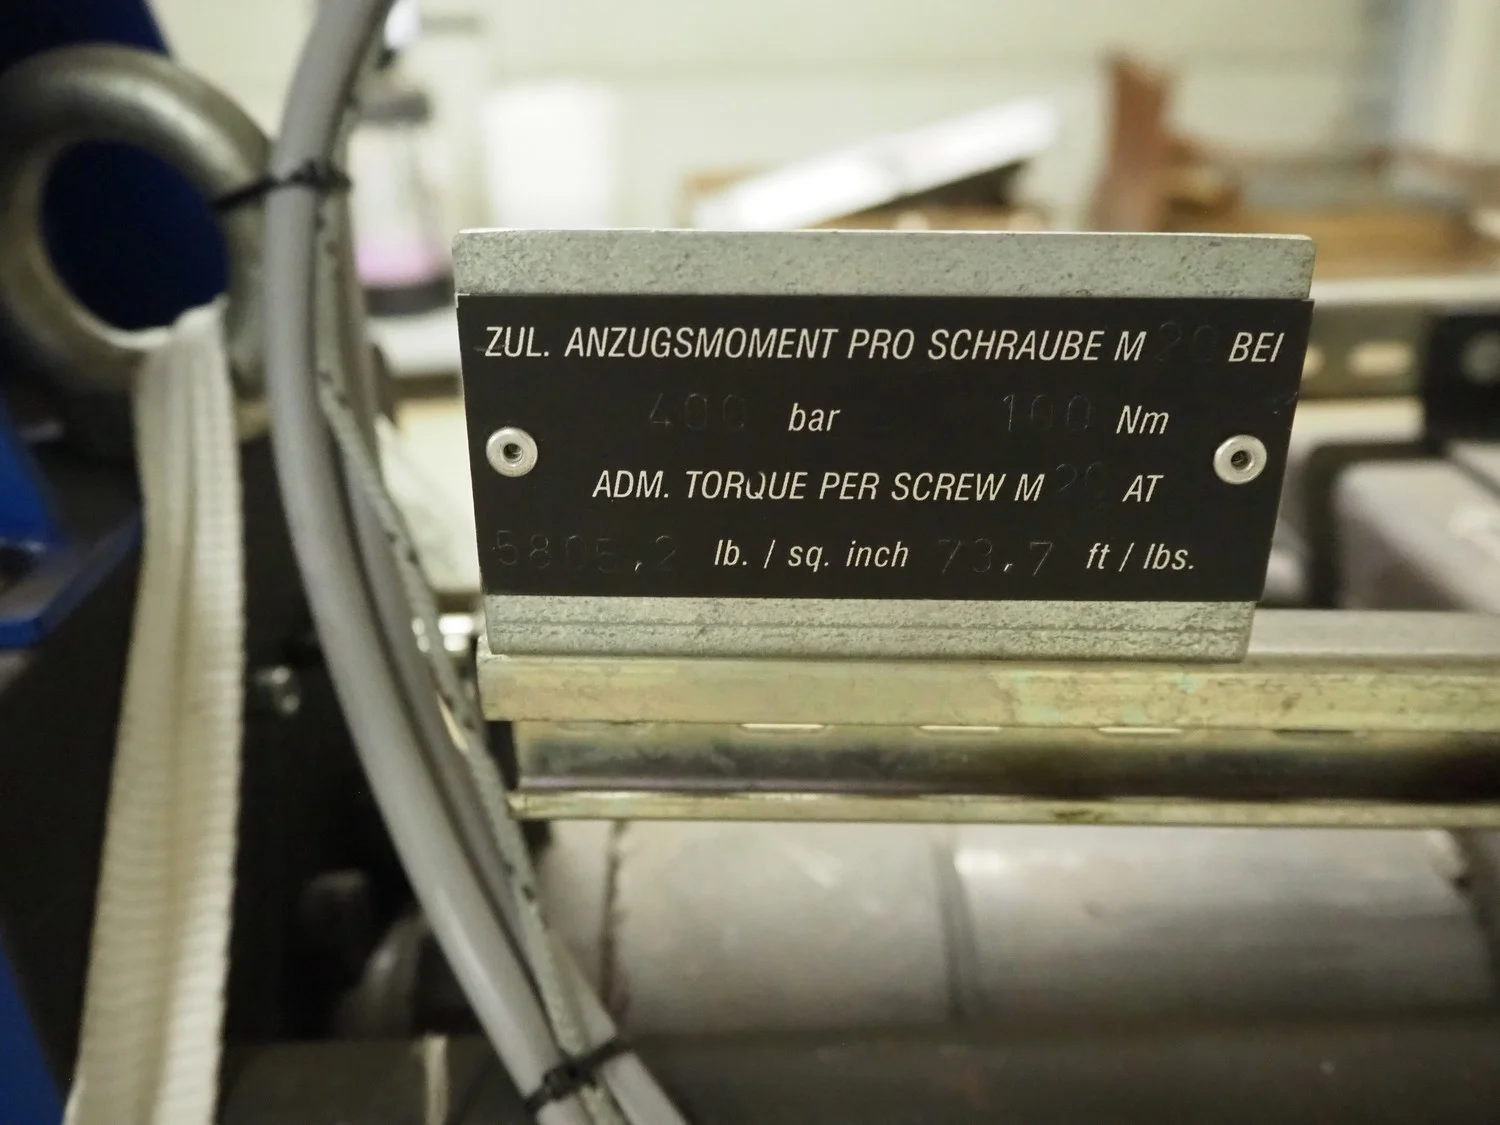 ZUL. ANZUGSMOMENT PRO SCHRAUBE M 20 BEI
400 bar 100 Nm
ADM. TORQUE PER SCREW M 20 AT
5805,2 lb. / sq. inch 73,7 ft / lbs.